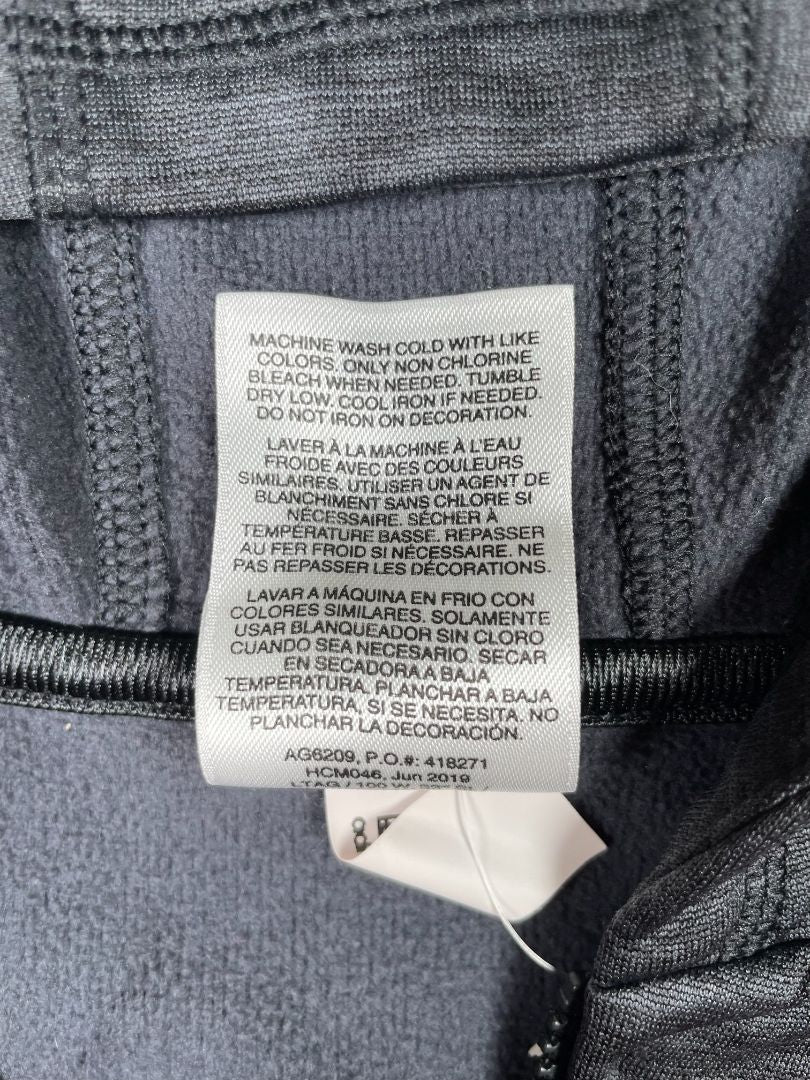 MACHINE WASH COLD WITH LIKE
COLORS. ONLY NON CHLORINE
BLEACH WHEN NEEDED. TUMBLE
DRY LOW. COOL IRON IF NEEDED.
DO NOT IRON ON DECORATION.
LAVER À LA MACHINE À L'EAU
FROIDE AVEC DES COULEURS
SIMILAIRES. UTILISER UN AGENT DE
BLANCHIMENT SANS CHLORE SI
NÉCESSAIRE. SÉCHER À
TEMPÉRATURE BASSE. REPASSER
AU FER FROID SI NÉCESSAIRE. NE
PAS REPASSER LES DÉCORATIONS.
LAVAR A MÁQUINA EN FRIO CON
COLORES SIMILARES. SOLAMENTE
USAR BLANQUEADOR SIN CLORO
CUANDO SEA NECESARIO. SECAR
EN SECADORA A BAJA
TEMPERATURA. PLANCHAR A BAJA
TEMPERATURA, SI SE NECESITA. NO
PLANCHAR LA DECORACIÓN.
AG6209, P.O.#: 418271
HCM046, Jun 2019